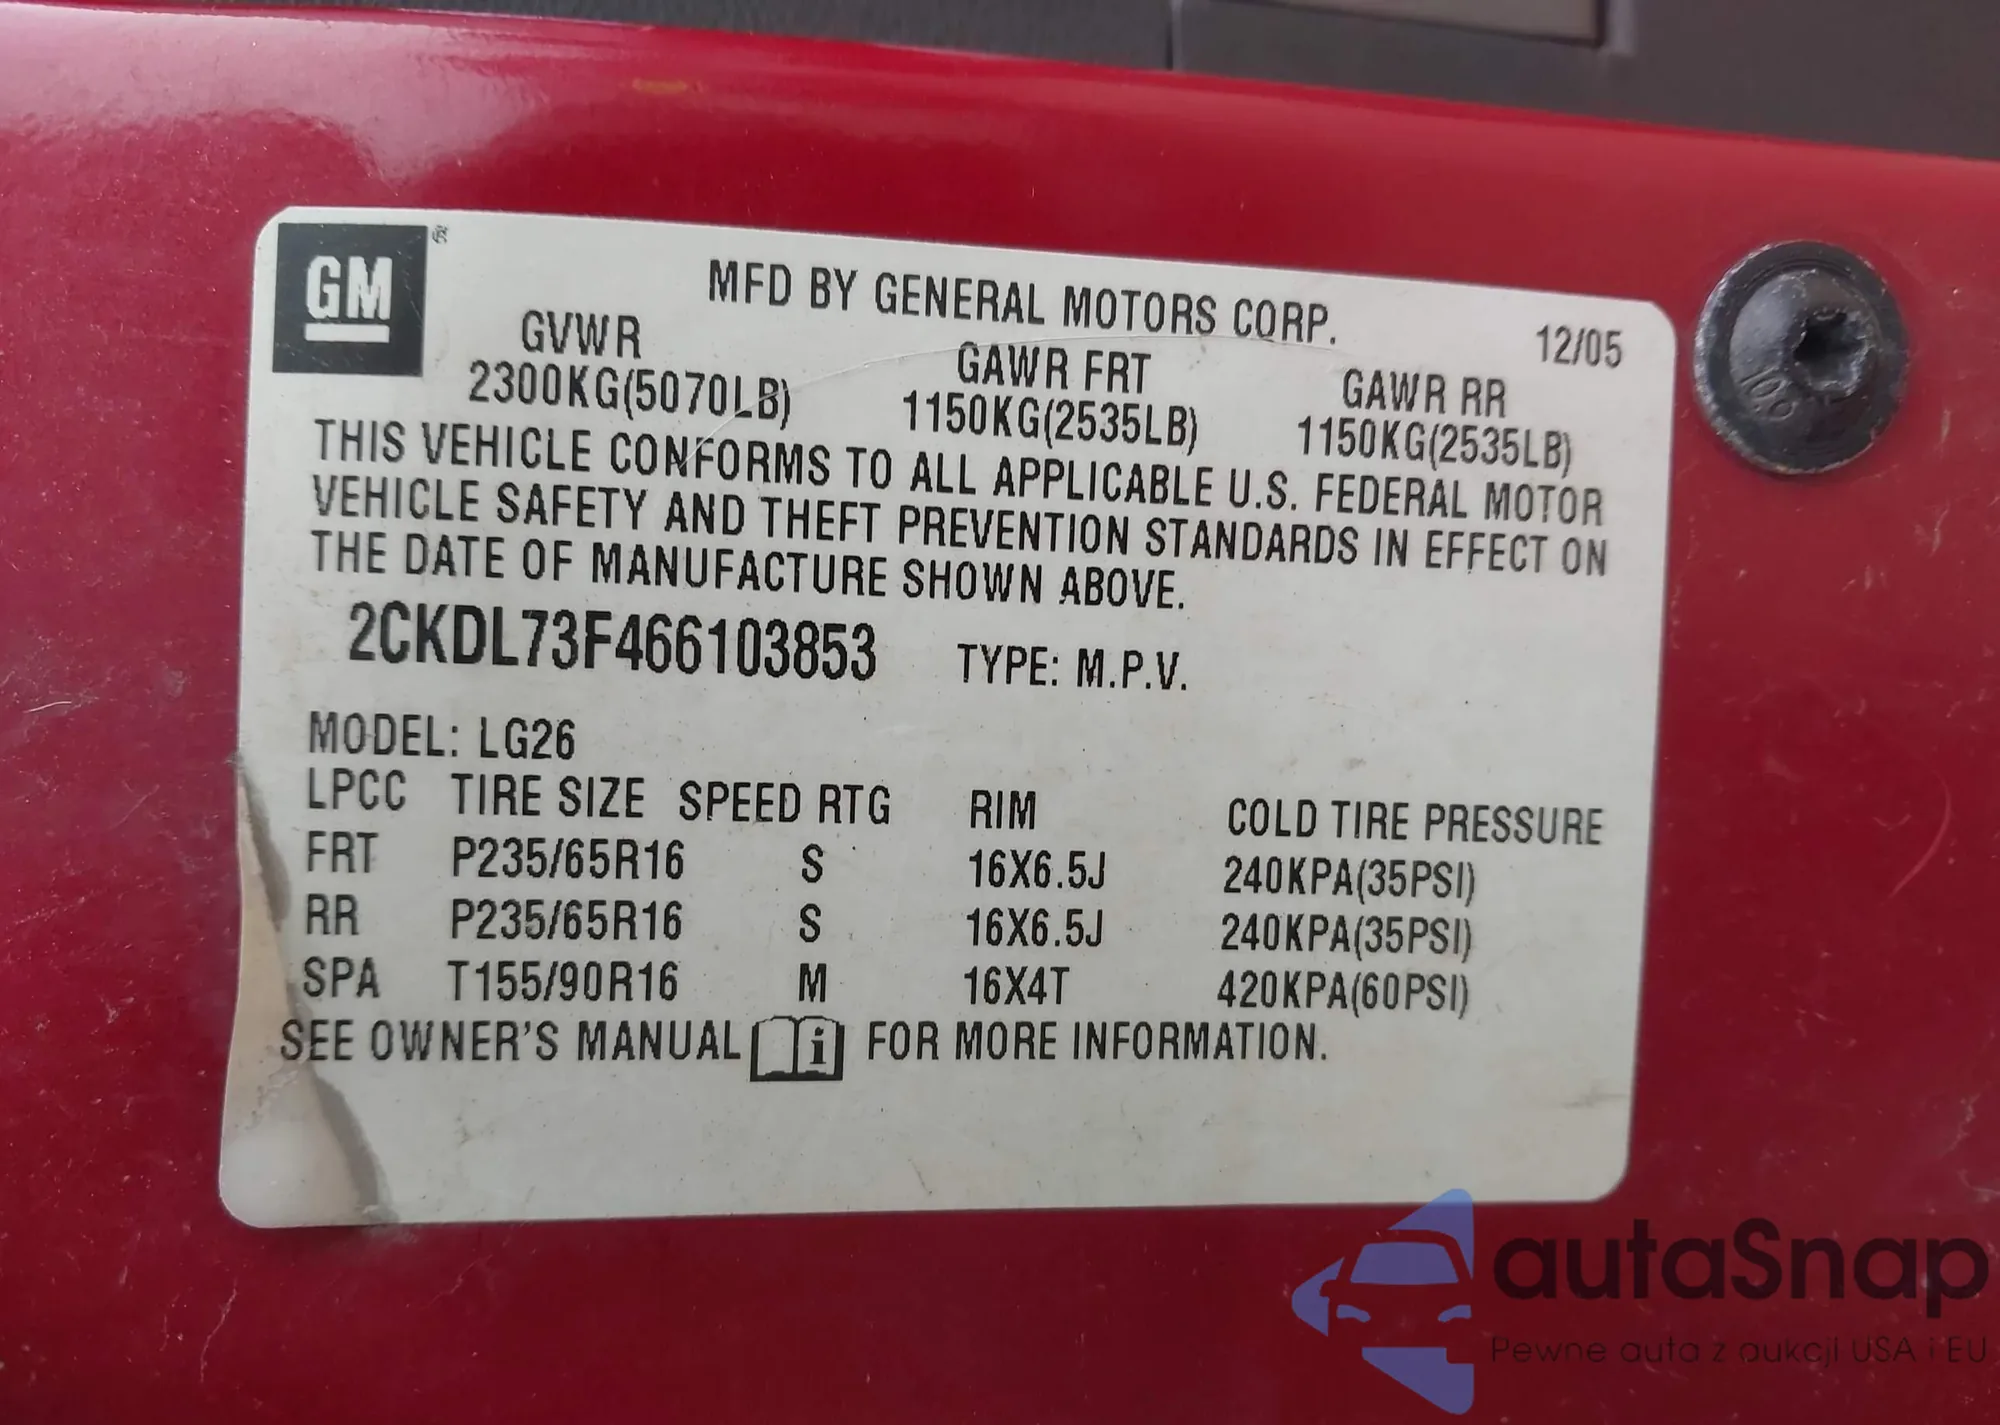 GM ®
MFD BY GENERAL MOTORS CORP.
12/05
GVWR GAWR FRT GAWR RR
2300KG(5070LB) 1150KG(2535LB) 1150KG(2535LB)
THIS VEHICLE CONFORMS TO ALL APPLICABLE U.S. FEDERAL MOTOR
VEHICLE SAFETY AND THEFT PREVENTION STANDARDS IN EFFECT ON
THE DATE OF MANUFACTURE SHOWN ABOVE.
2CKDL73F466103853 TYPE: M.P.V.
MODEL: LG26
LPCC TIRE SIZE SPEED RTG RIM COLD TIRE PRESSURE
FRT P235/65R16 S 16X6.5J 240KPA(35PSI)
RR P235/65R16 S 16X6.5J 240KPA(35PSI)
SPA T155/90R16 M 16X4T 420KPA(60PSI)
SEE OWNER'S MANUAL i FOR MORE INFORMATION.
10.9
autaSnap
Pewne auta z aukcji USA i EU